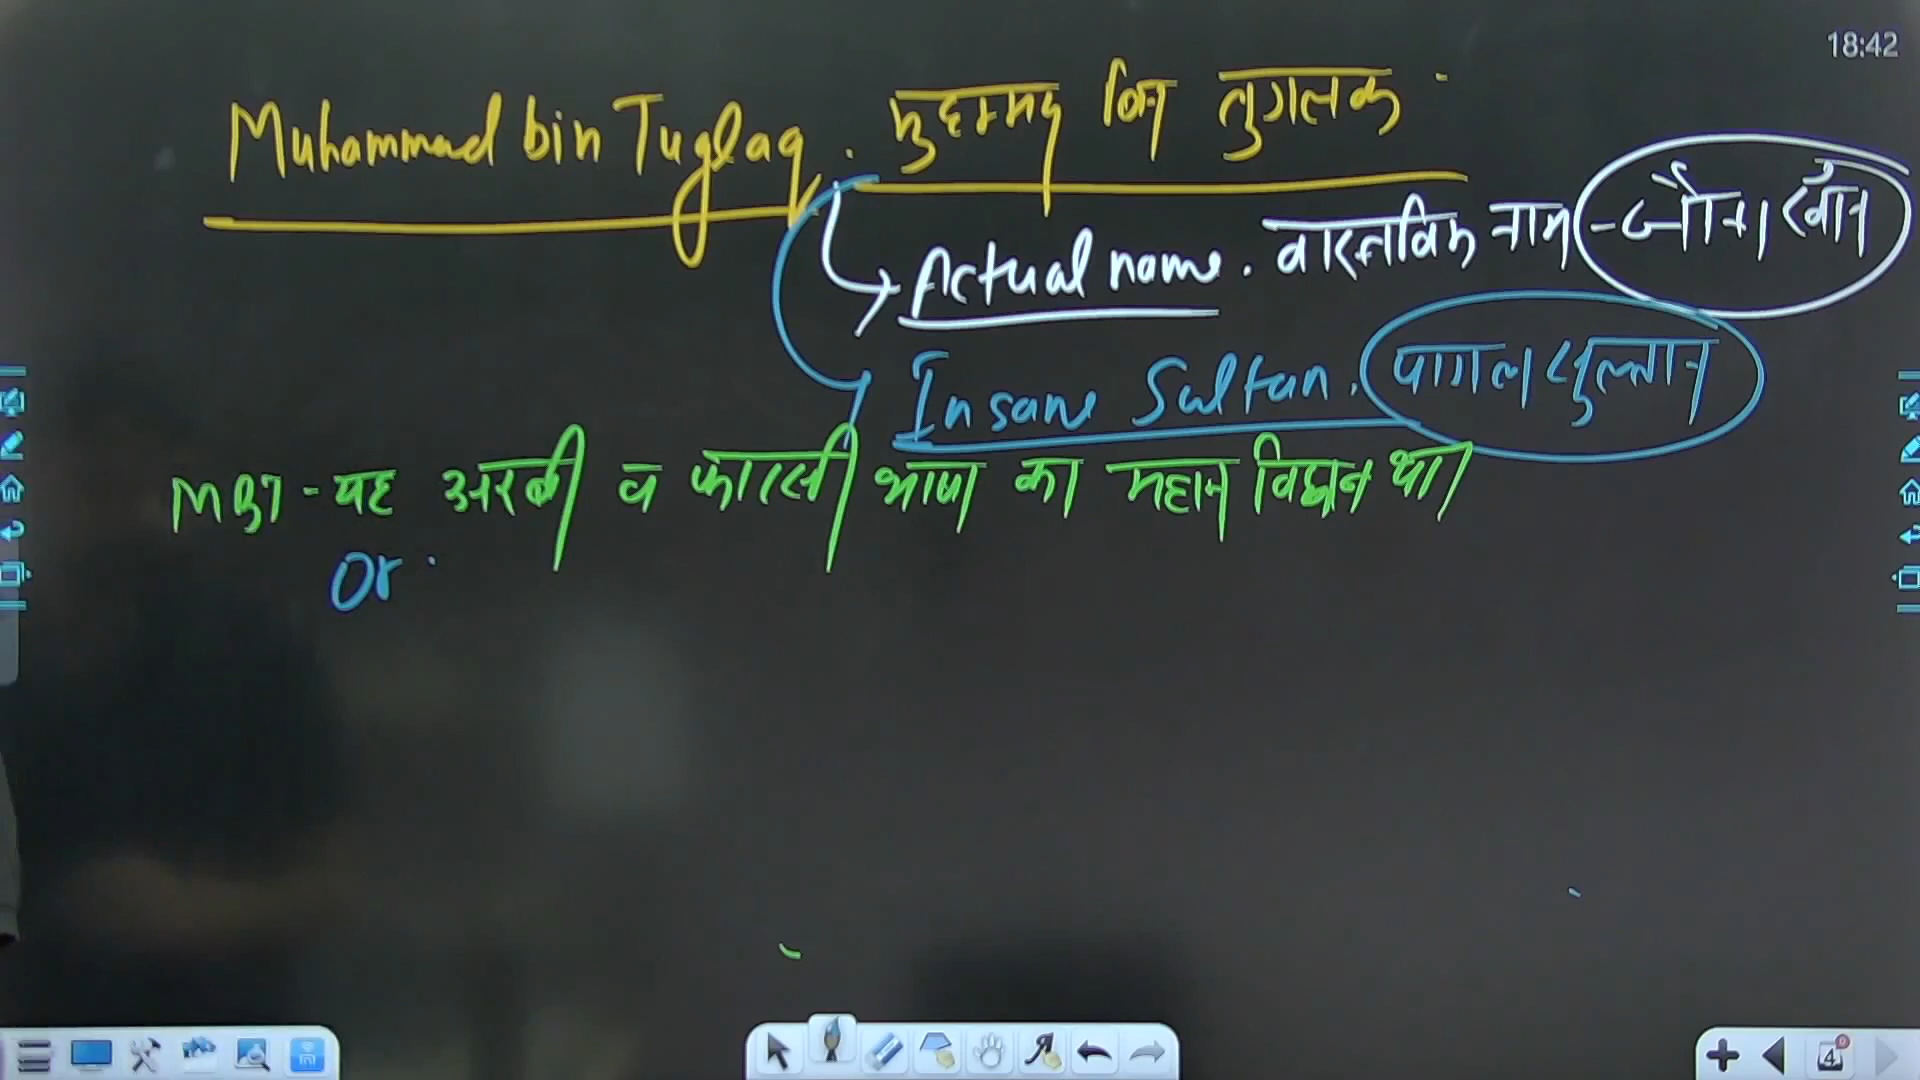 18:42
Muhammad bin Tuglaq. मुहम्मद बिन तुगलक
Actual name. वास्तविक नाम - जौना खाँन
Insane Sultan. पागल सुल्तान
MBT - यह अरबी व फारसी भाषा का महान विद्वान था।
Or
4